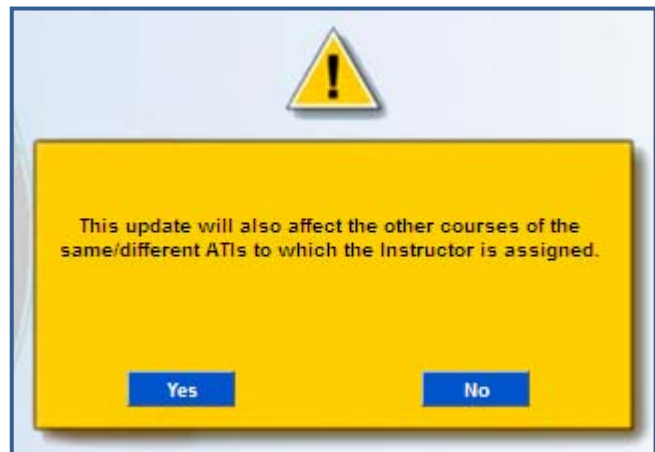 !
This update will also affect the other courses of the
same/different ATIs to which the Instructor is assigned.
Yes
No